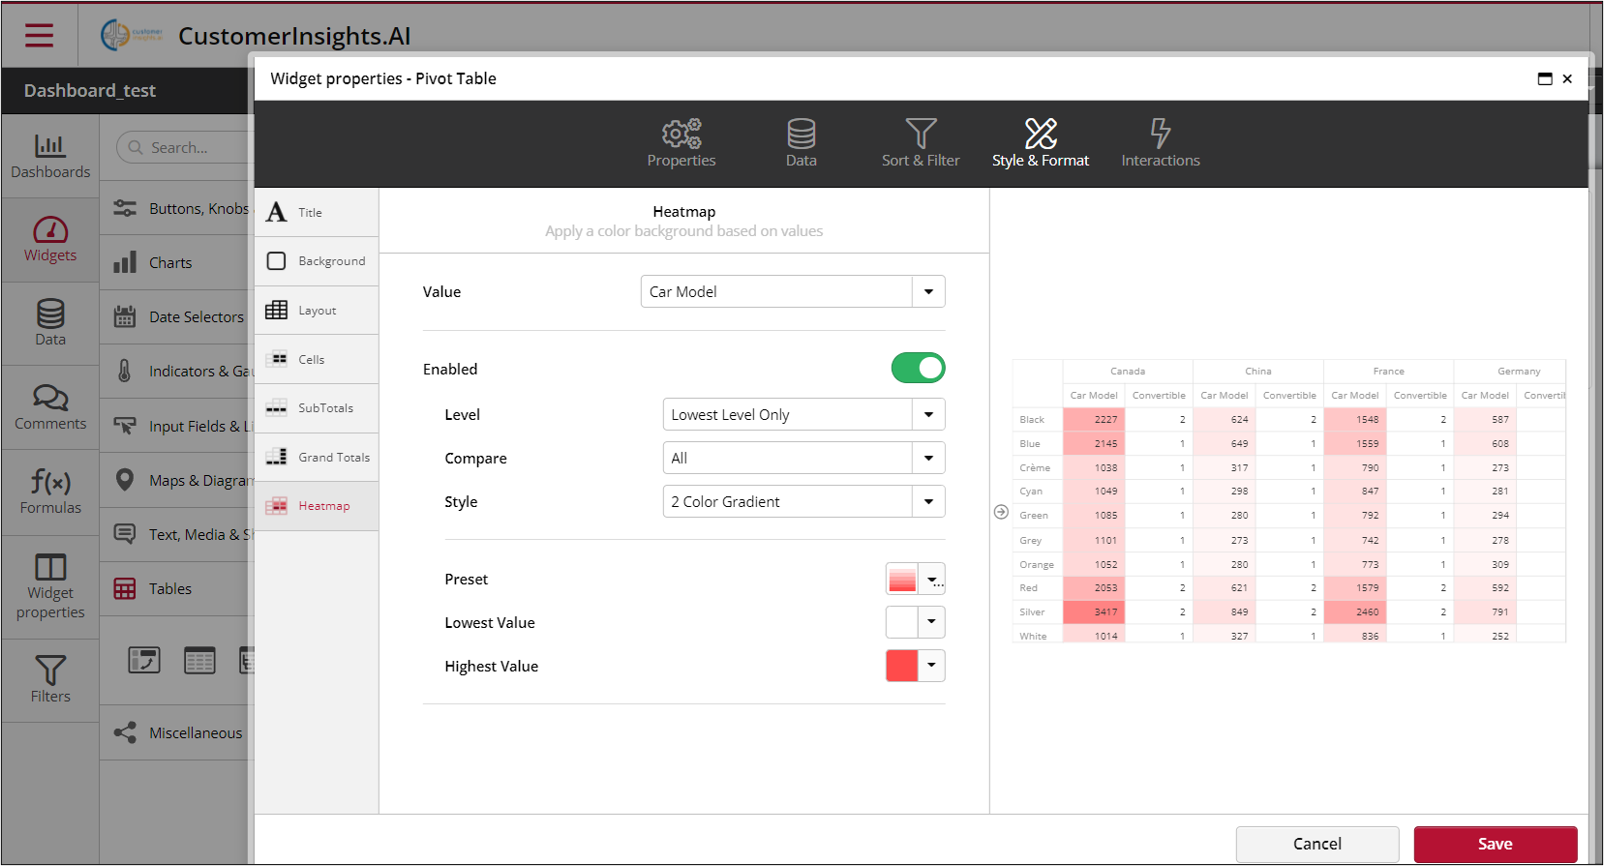 customer
insights.ai
CustomerInsights.AI
Dashboard_test
Widget properties - Pivot Table
Properties
Data
Sort & Filter
Style & Format
Interactions
Dashboards
Widgets
Data
Comments
f(x)
Formulas
Widget
properties
Filters
Search...
Buttons, Knobs
Charts
Date Selectors
Indicators & Gau
Input Fields & Li
Maps & Diagram
Text, Media & Sh
Tables
Miscellaneous
A Title
Background
Layout
Cells
SubTotals
Grand Totals
Heatmap
Heatmap
Apply a color background based on values
Value Car Model
Enabled
Level Lowest Level Only
Compare All
Style 2 Color Gradient
Preset ...
Lowest Value
Highest Value
Canada China France Germany
Car Model Convertible Car Model Convertible Car Model Convertible Car Model Converti
Black 2227 2 624 2 1548 2 587
Blue 2145 1 649 1 1559 1 608
Crème 1038 1 317 1 790 1 273
Cyan 1049 1 298 1 847 1 281
Green 1085 1 280 1 792 1 294
Grey 1101 1 273 1 742 1 278
Orange 1052 1 280 1 773 1 309
Red 2053 2 621 2 1579 2 592
Silver 3417 2 849 2 2460 2 791
White 1014 1 327 1 836 1 252
Cancel
Save